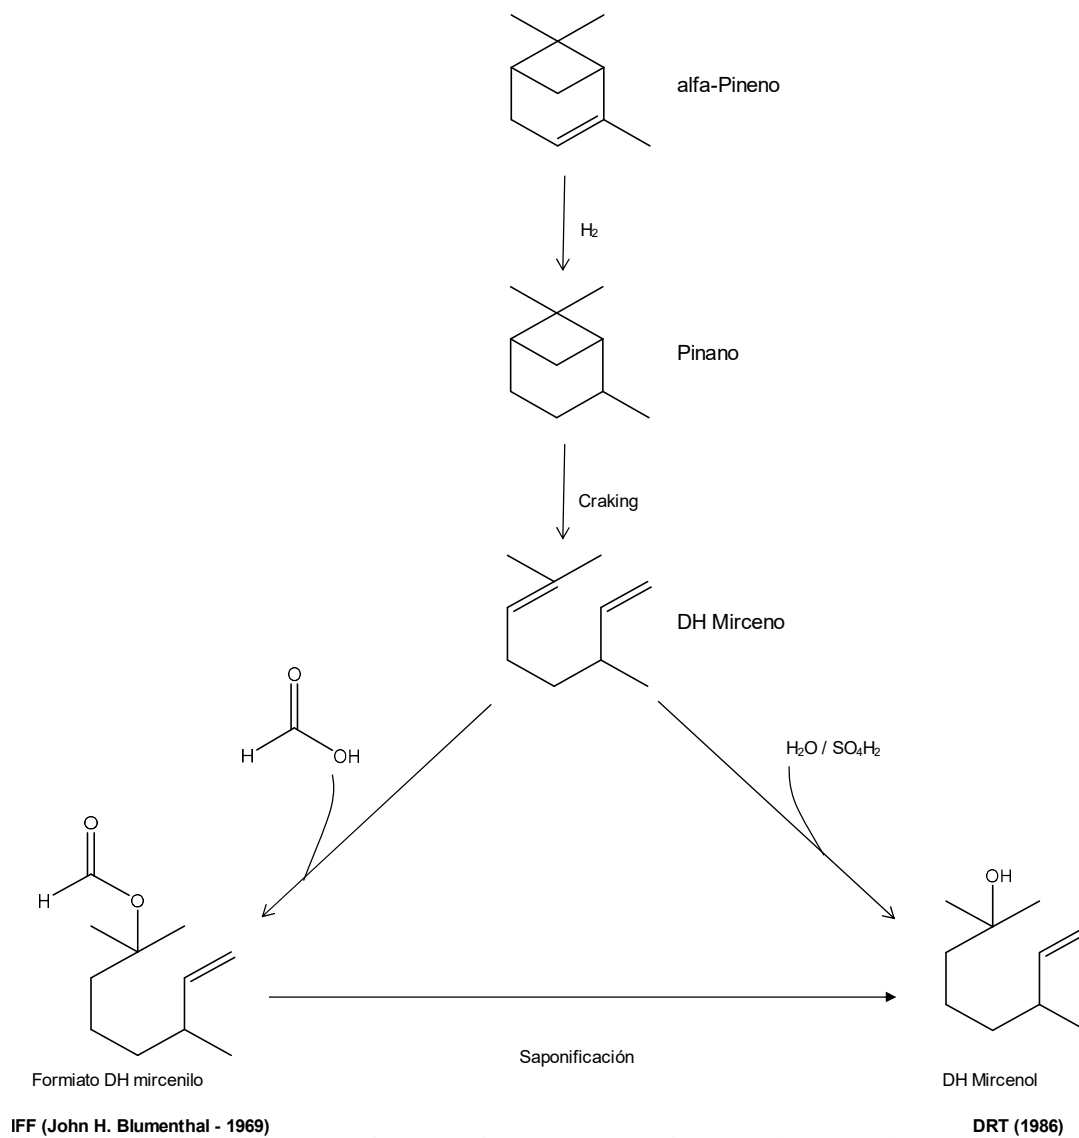 alfa-Pineno
H₂
Pinano
Craking
DH Mirceno
O
H
OH
H₂O / SO₄H₂
O
H
O
OH
Saponificación
Formiato DH mircenilo
DH Mircenol
IFF (John H. Blumenthal - 1969)
DRT (1986)